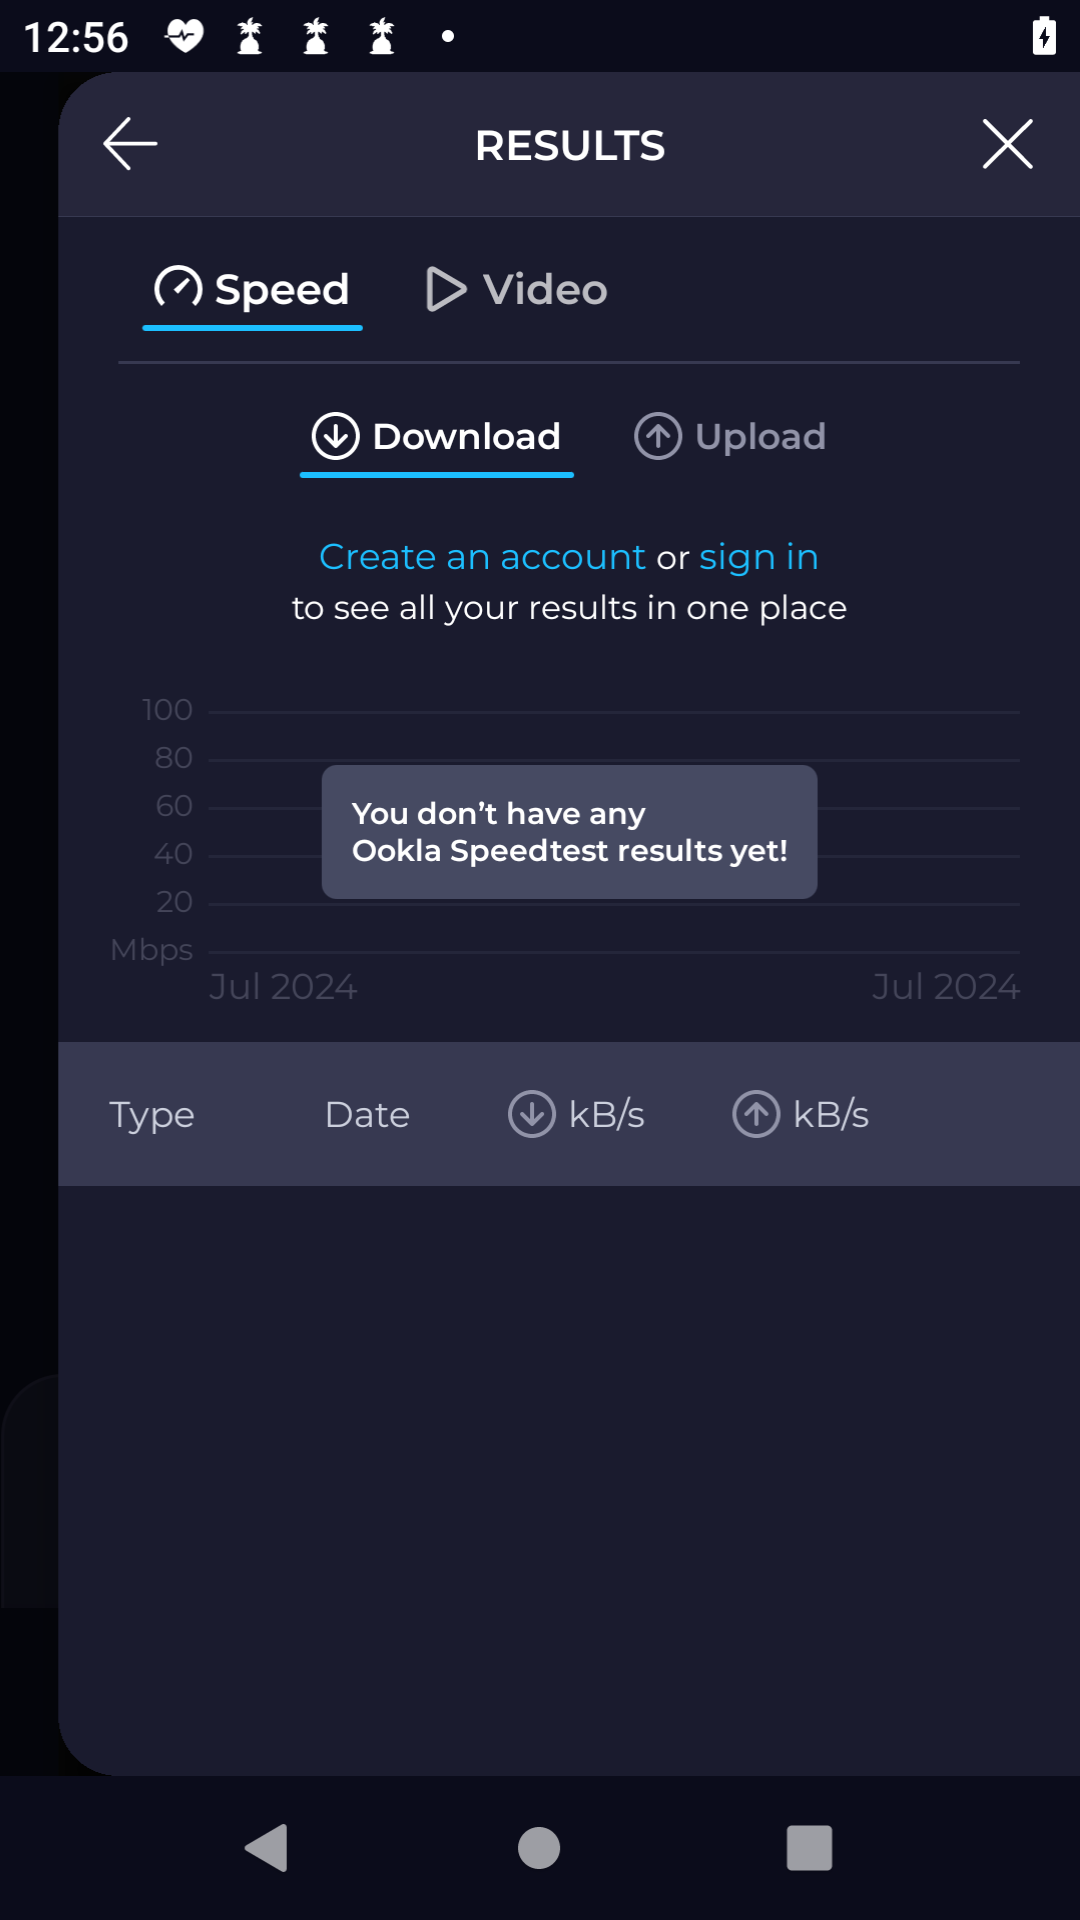 12:56
RESULTS
Speed
Video
Download
Upload
Create an account or sign in
to see all your results in one place
100
80
60
40
20
Mbps
You don’t have any
Ookla Speedtest results yet!
Jul 2024
Jul 2024
Type
Date
kB/s
kB/s